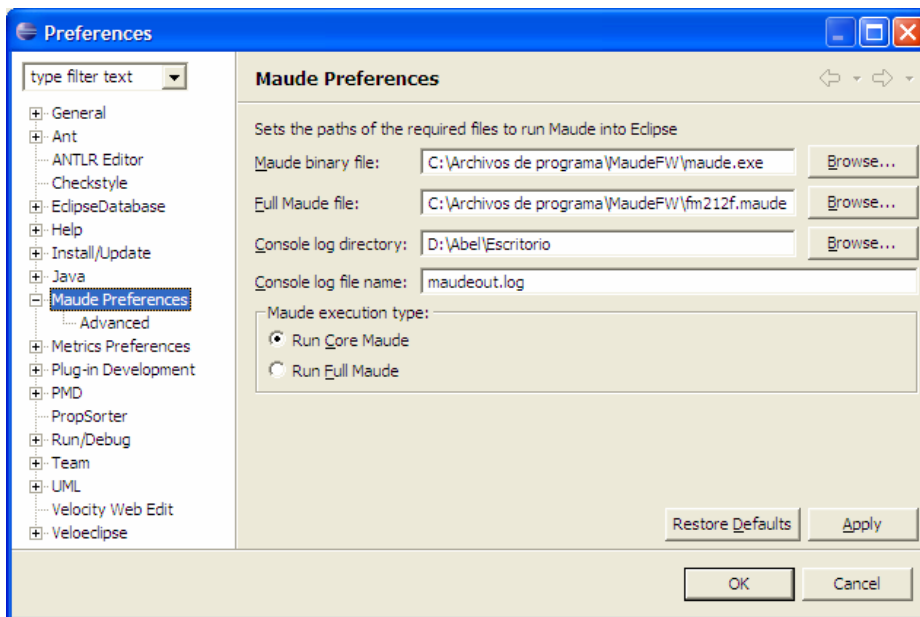 Preferences
type filter text
General
Ant
ANTLR Editor
Checkstyle
EclipseDatabase
Help
Install/Update
Java
Maude Preferences
Advanced
Metrics Preferences
Plug-in Development
PMD
PropSorter
Run/Debug
Team
UML
Velocity Web Edit
Veloeclipse
Maude Preferences
Sets the paths of the required files to run Maude into Eclipse
Maude binary file: C:\Archivos de programa\MaudeFW\maude.exe Browse...
Full Maude file: C:\Archivos de programa\MaudeFW\fm212f.maude Browse...
Console log directory: D:\Abel\Escritorio Browse...
Console log file name: maudeout.log
Maude execution type:
Run Core Maude
Run Full Maude
Restore Defaults Apply
OK Cancel